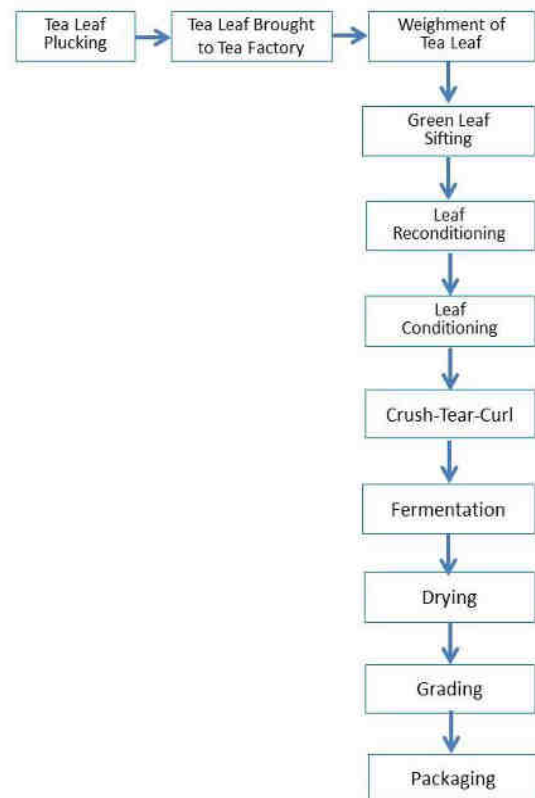 Tea Leaf
Plucking
Tea Leaf Brought
to Tea Factory
Weighment of
Tea Leaf
Green Leaf
Sifting
Leaf
Reconditioning
Leaf
Conditioning
Crush-Tear-Curl
Fermentation
Drying
Grading
Packaging